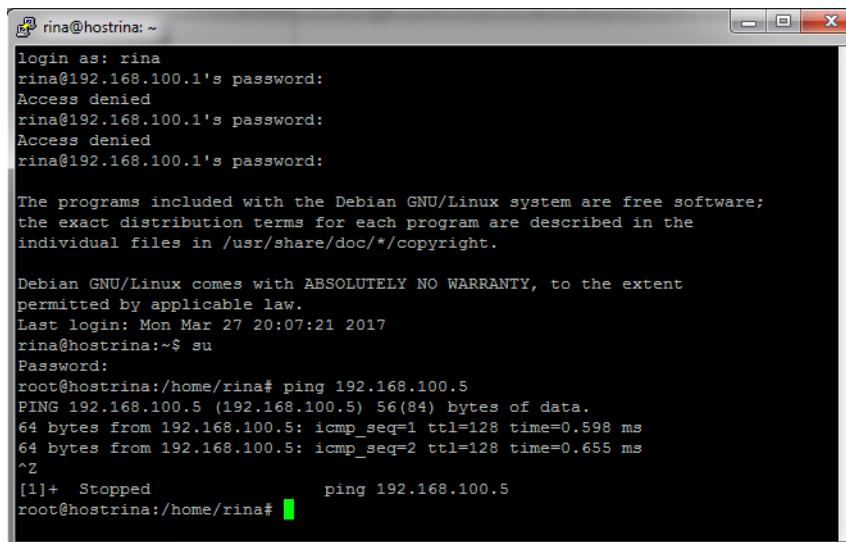 rina@hostrina: ~
login as: rina
rina@192.168.100.1's password:
Access denied
rina@192.168.100.1's password:
Access denied
rina@192.168.100.1's password:
The programs included with the Debian GNU/Linux system are free software;
the exact distribution terms for each program are described in the
individual files in /usr/share/doc/*/copyright.
Debian GNU/Linux comes with ABSOLUTELY NO WARRANTY, to the extent
permitted by applicable law.
Last login: Mon Mar 27 20:07:21 2017
rina@hostrina:~$ su
Password:
root@hostrina:/home/rina# ping 192.168.100.5
PING 192.168.100.5 (192.168.100.5) 56(84) bytes of data.
64 bytes from 192.168.100.5: icmp_seq=1 ttl=128 time=0.598 ms
64 bytes from 192.168.100.5: icmp_seq=2 ttl=128 time=0.655 ms
^Z
[1]+  Stopped                 ping 192.168.100.5
root@hostrina:/home/rina#